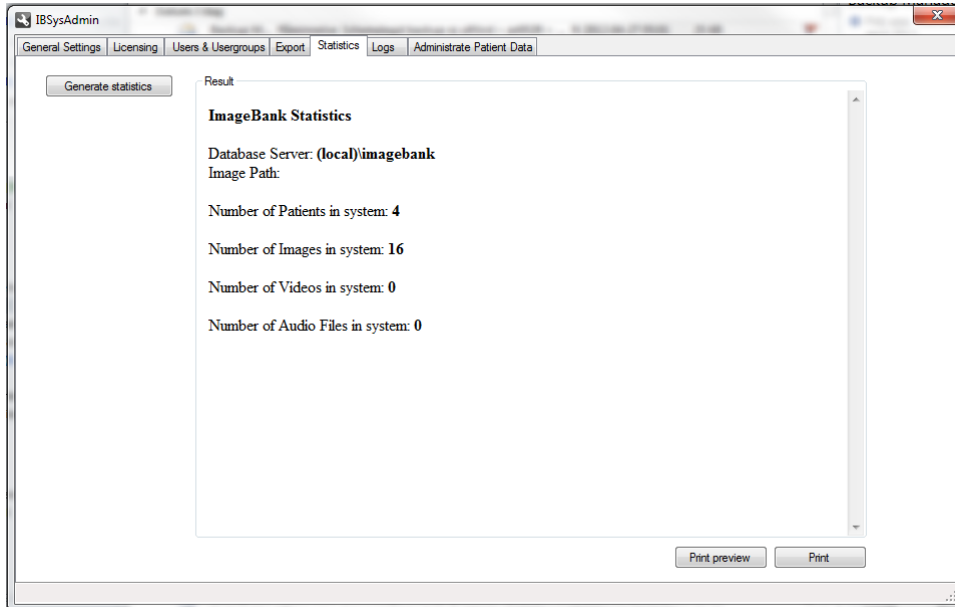 IBSysAdmin
General Settings Licensing Users & Usergroups Export Statistics Logs Administrate Patient Data
Generate statistics
Result
ImageBank Statistics
Database Server: (local)\imagebank
Image Path:
Number of Patients in system: 4
Number of Images in system: 16
Number of Videos in system: 0
Number of Audio Files in system: 0
Print preview Print